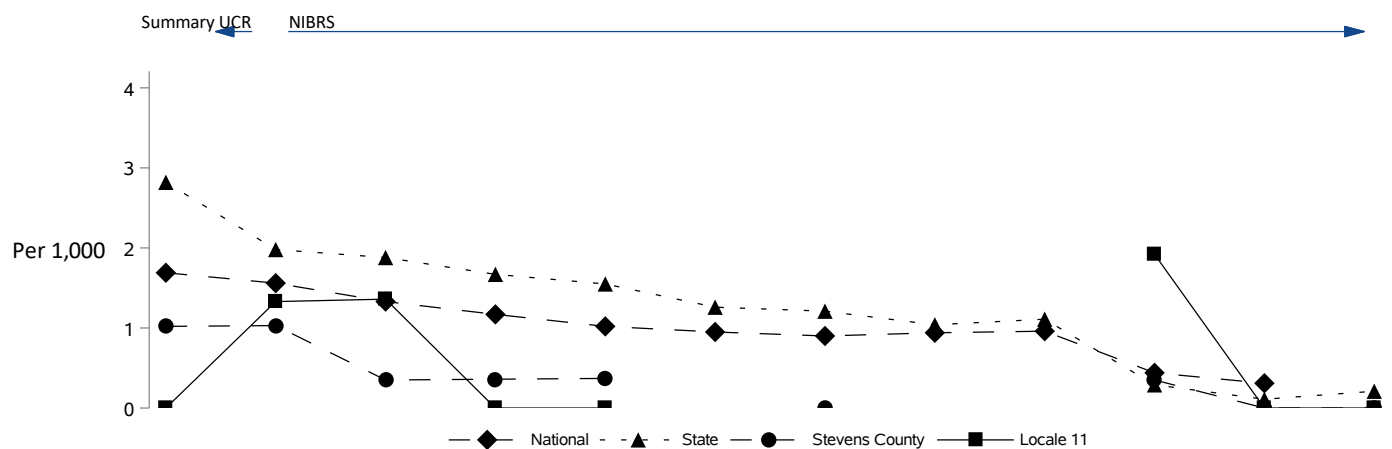 Summary UCR NIBRS
4
3
Per 1,000 2
1
0
National State Stevens County Locale 11